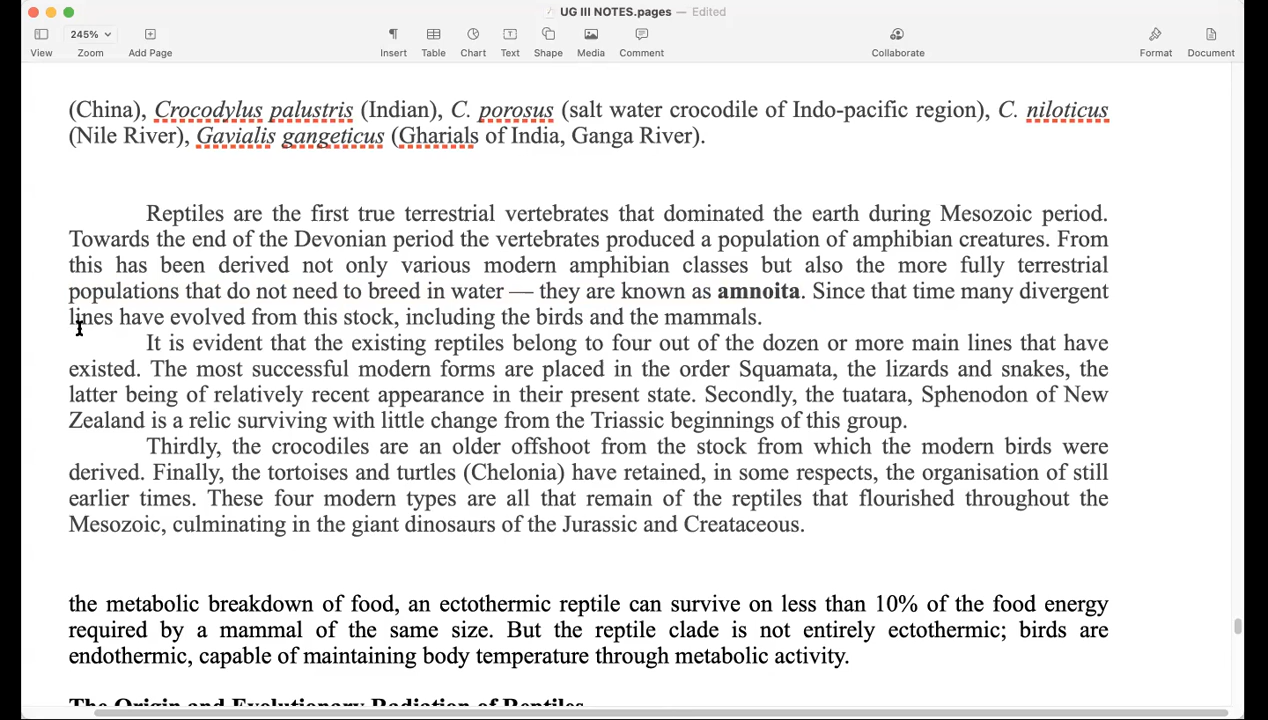 UG III NOTES.pages — Edited
245%
View Zoom Add Page Insert Table Chart Text Shape Media Comment Collaborate Format Document
(China), Crocodylus palustris (Indian), C. porosus (salt water crocodile of Indo-pacific region), C. niloticus
(Nile River), Gavialis gangeticus (Gharials of India, Ganga River).
Reptiles are the first true terrestrial vertebrates that dominated the earth during Mesozoic period.
Towards the end of the Devonian period the vertebrates produced a population of amphibian creatures. From
this has been derived not only various modern amphibian classes but also the more fully terrestrial
populations that do not need to breed in water — they are known as amnoita. Since that time many divergent
lines have evolved from this stock, including the birds and the mammals.
It is evident that the existing reptiles belong to four out of the dozen or more main lines that have
existed. The most successful modern forms are placed in the order Squamata, the lizards and snakes, the
latter being of relatively recent appearance in their present state. Secondly, the tuatara, Sphenodon of New
Zealand is a relic surviving with little change from the Triassic beginnings of this group.
Thirdly, the crocodiles are an older offshoot from the stock from which the modern birds were
derived. Finally, the tortoises and turtles (Chelonia) have retained, in some respects, the organisation of still
earlier times. These four modern types are all that remain of the reptiles that flourished throughout the
Mesozoic, culminating in the giant dinosaurs of the Jurassic and Creataceous.
the metabolic breakdown of food, an ectothermic reptile can survive on less than 10% of the food energy
required by a mammal of the same size. But the reptile clade is not entirely ectothermic; birds are
endothermic, capable of maintaining body temperature through metabolic activity.
The Origin and Evolutionary Radiation of Reptiles